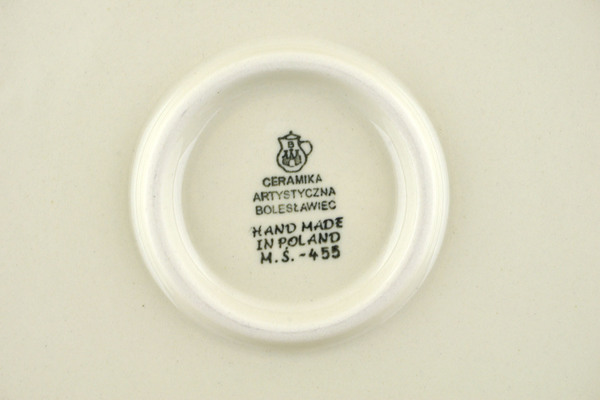 B
CERAMIKA
ARTYSTYCZNA
BOLESŁAWIEC
HAND MADE
IN POLAND
M.Ś.-455